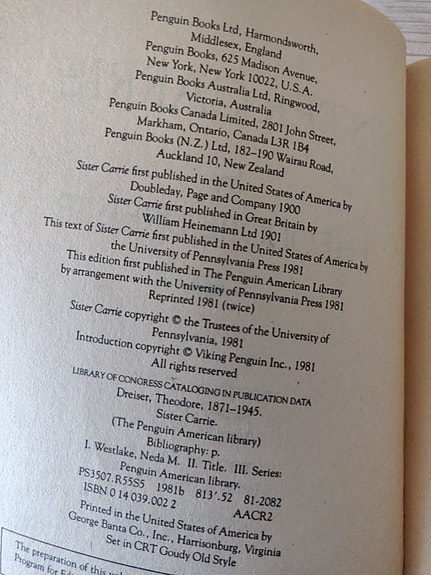 Penguin Books Ltd, Harmondsworth,
Middlesex, England
Penguin Books, 625 Madison Avenue,
New York, New York 10022, U.S.A.
Penguin Books Australia Ltd, Ringwood,
Victoria, Australia
Penguin Books Canada Limited, 2801 John Street,
Markham, Ontario, Canada L3R 1B4
Penguin Books (N.Z.) Ltd, 182–190 Wairau Road,
Auckland 10, New Zealand
Sister Carrie first published in the United States of America by
Doubleday, Page and Company 1900
Sister Carrie first published in Great Britain by
William Heinemann Ltd 1901
This text of Sister Carrie first published in the United States of America by
the University of Pennsylvania Press 1981
This edition first published in The Penguin American Library
by arrangement with the University of Pennsylvania Press 1981
Reprinted 1981 (twice)
Sister Carrie copyright © the Trustees of the University of
Pennsylvania, 1981
Introduction copyright © Viking Penguin Inc., 1981
All rights reserved
LIBRARY OF CONGRESS CATALOGING IN PUBLICATION DATA
Dreiser, Theodore, 1871–1945.
Sister Carrie.
(The Penguin American library)
Bibliography: p.
I. Westlake, Neda M. II. Title. III. Series:
Penguin American library.
PS3507.R55S5 1981b 813'.52 81-2082
ISBN 0 14 039.002 2 AACR2
Printed in the United States of America by
George Banta Co., Inc., Harrisonburg, Virginia
Set in CRT Goudy Old Style
The preparation of this
Program for